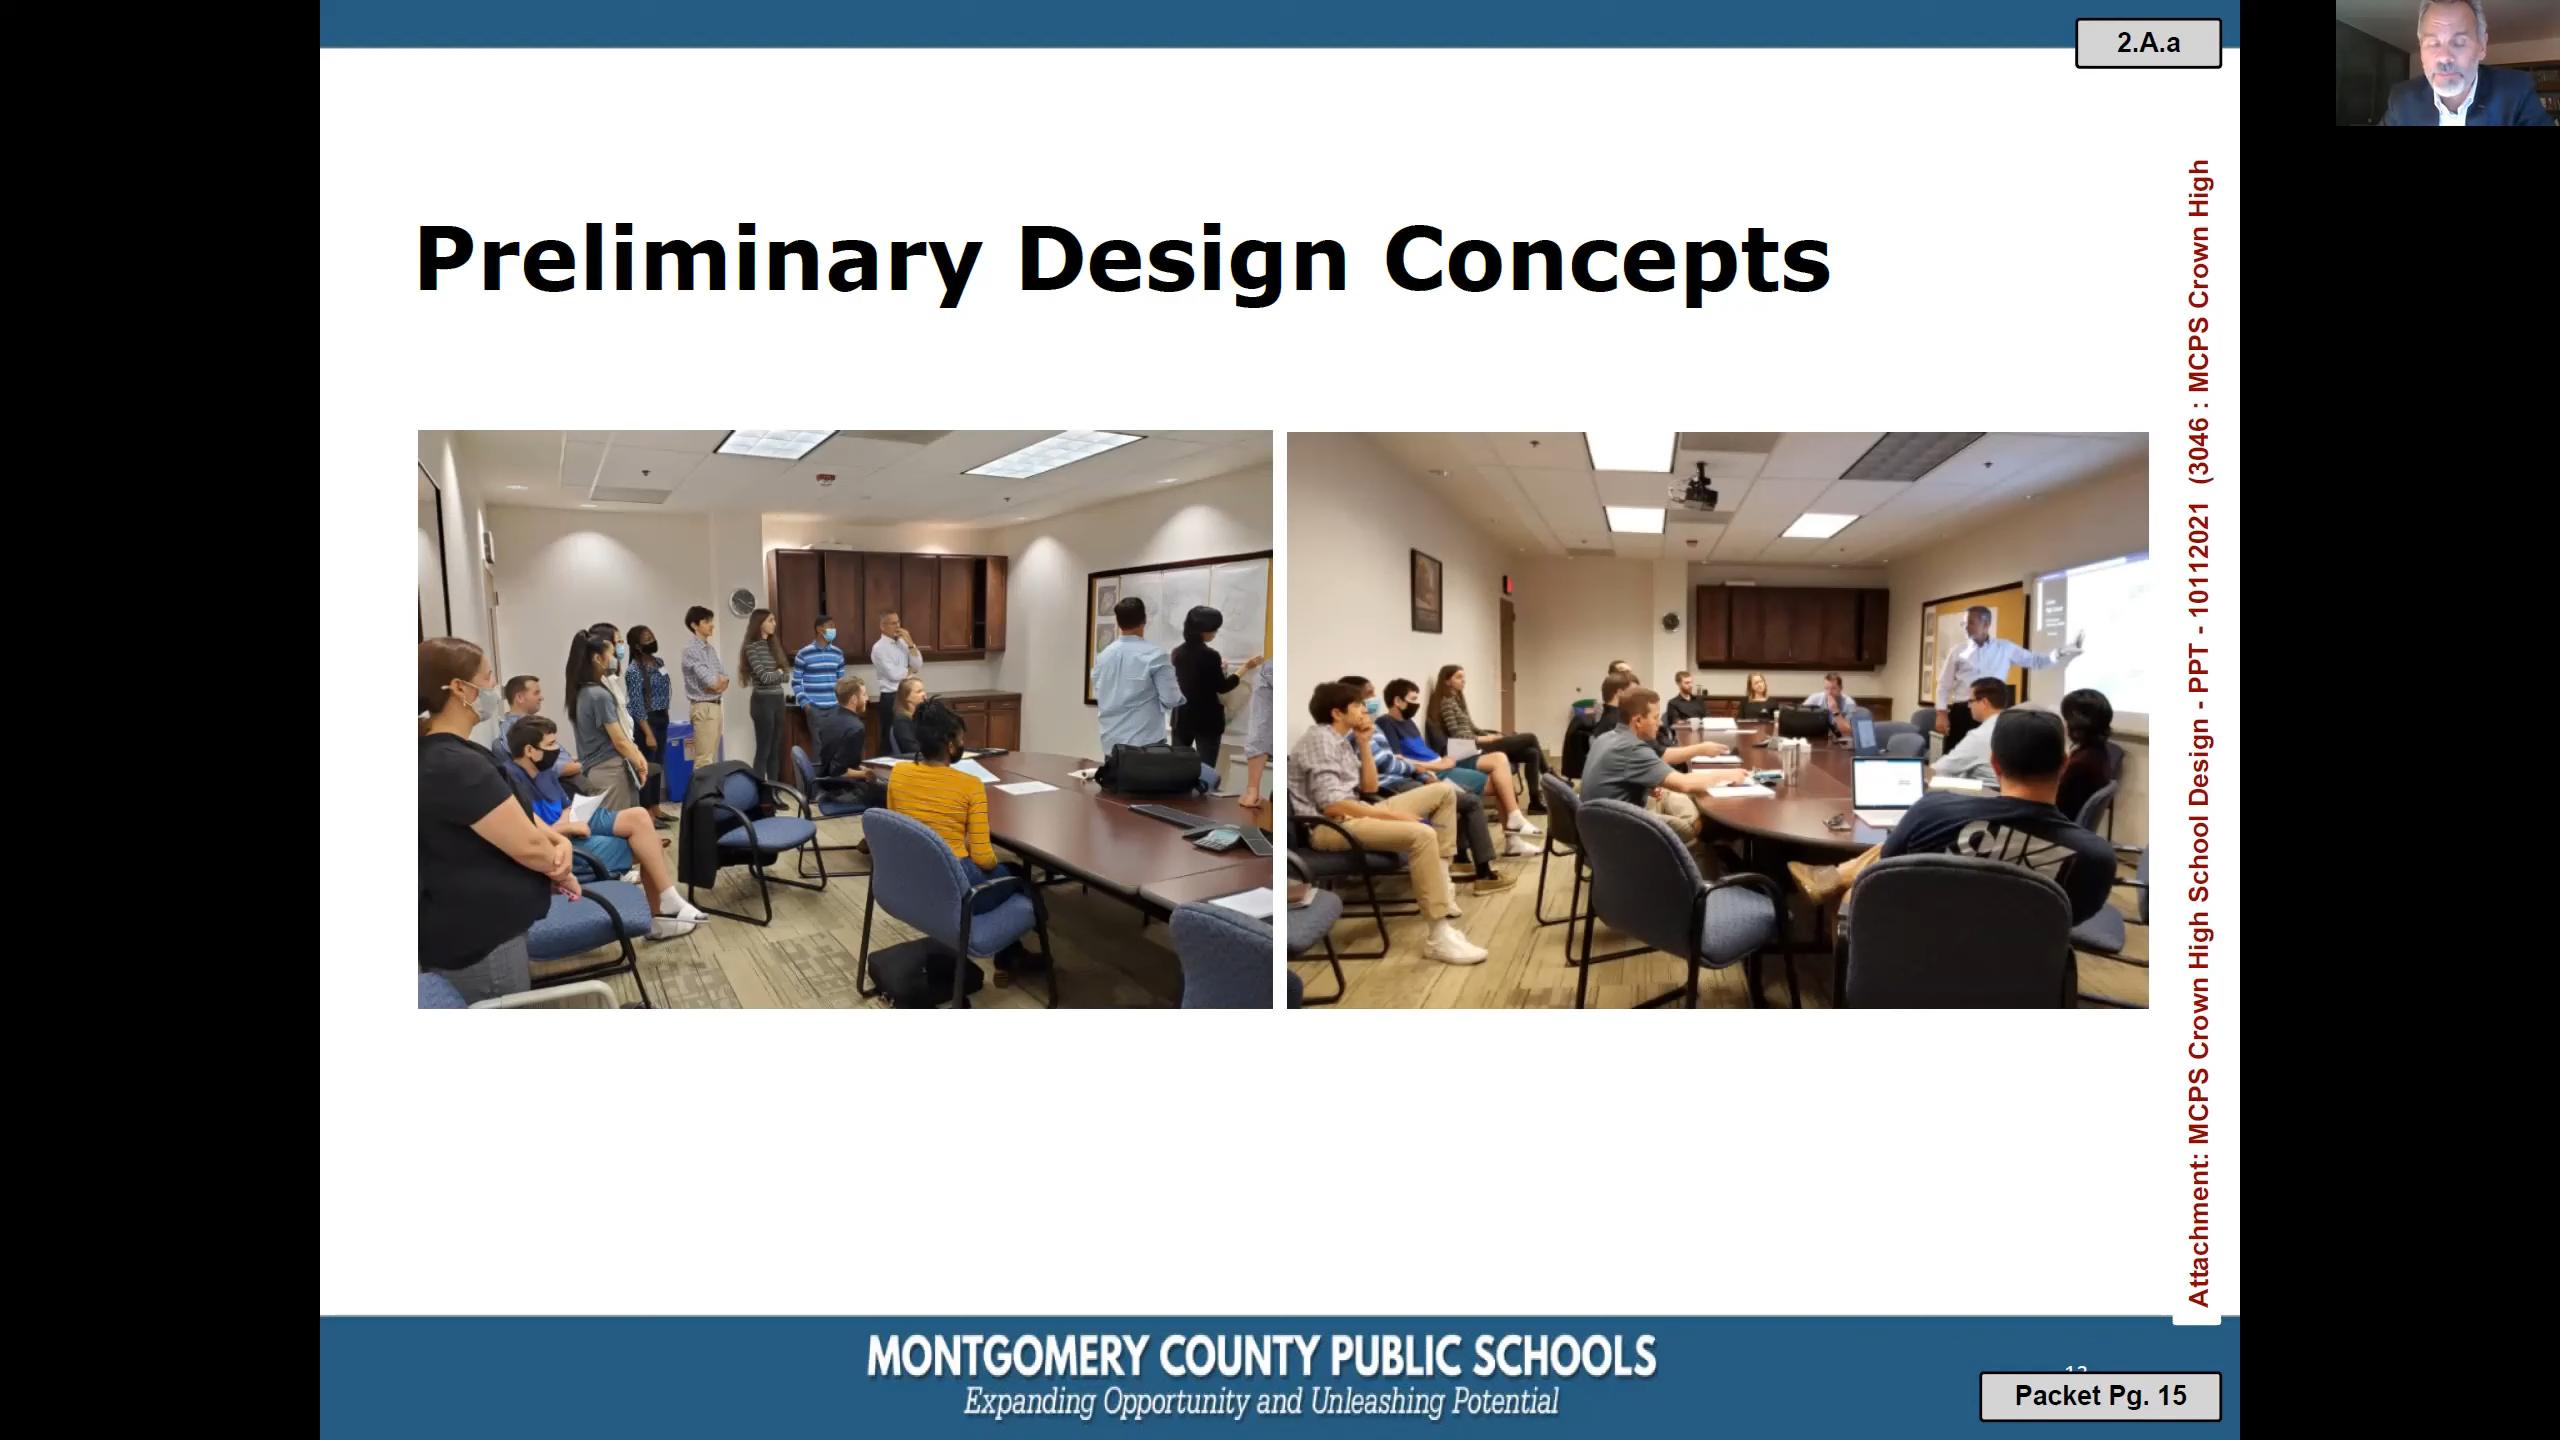 2.A.a
Preliminary Design Concepts
Attachment: MCPS Crown High School Design - PPT - 10112021 (3046 : MCPS Crown High
MONTGOMERY COUNTY PUBLIC SCHOOLS
Expanding Opportunity and Unleashing Potential
Packet Pg. 15